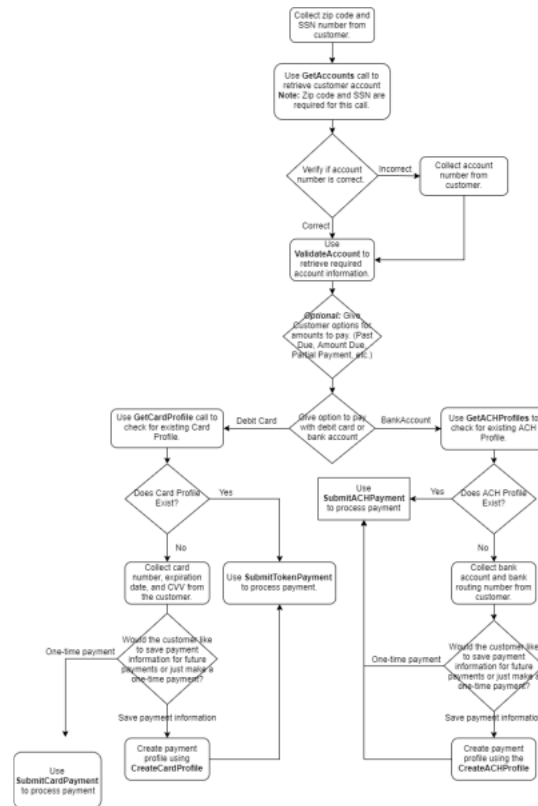 Collect zip code and
SSN number from
customer.
Use GetAccounts call to
retrieve customer account
Note: Zip code and SSN are
required for this call.
Verify if account
number is correct.
Incorrect
Collect account
number from
customer.
Correct
Use
ValidateAccount to
retrieve required
account information.
Optional: Give
Customer options for
amounts to pay. (Past
Due, Amount Due,
Partial Payment, etc.)
Use GetCardProfile call to
check for existing Card
Profile.
Debit Card
Give option to pay
with debit card or
bank account
BankAccount
Use GetACHProfiles to
check for existing ACH
Profile.
Does Card Profile
Exist?
Yes
Use
SubmitACHPayment
to process payment
Yes
Does ACH Profile
Exist?
No
No
Collect card
number, expiration
date, and CVV from
the customer.
Use SubmitTokenPayment
to process payment.
Collect bank
account and bank
routing number from
customer.
One-time payment
Would the customer like
to save payment
information for future
payments or just make a
one-time payment?
One-time payment
Would the customer like
to save payment
information for future
payments or just make a
one-time payment?
Save payment information
Save payment information
Use
SubmitCardPayment
to process payment
Create payment
profile using
CreateCardProfile
Create payment
profile using the
CreateACHProfile